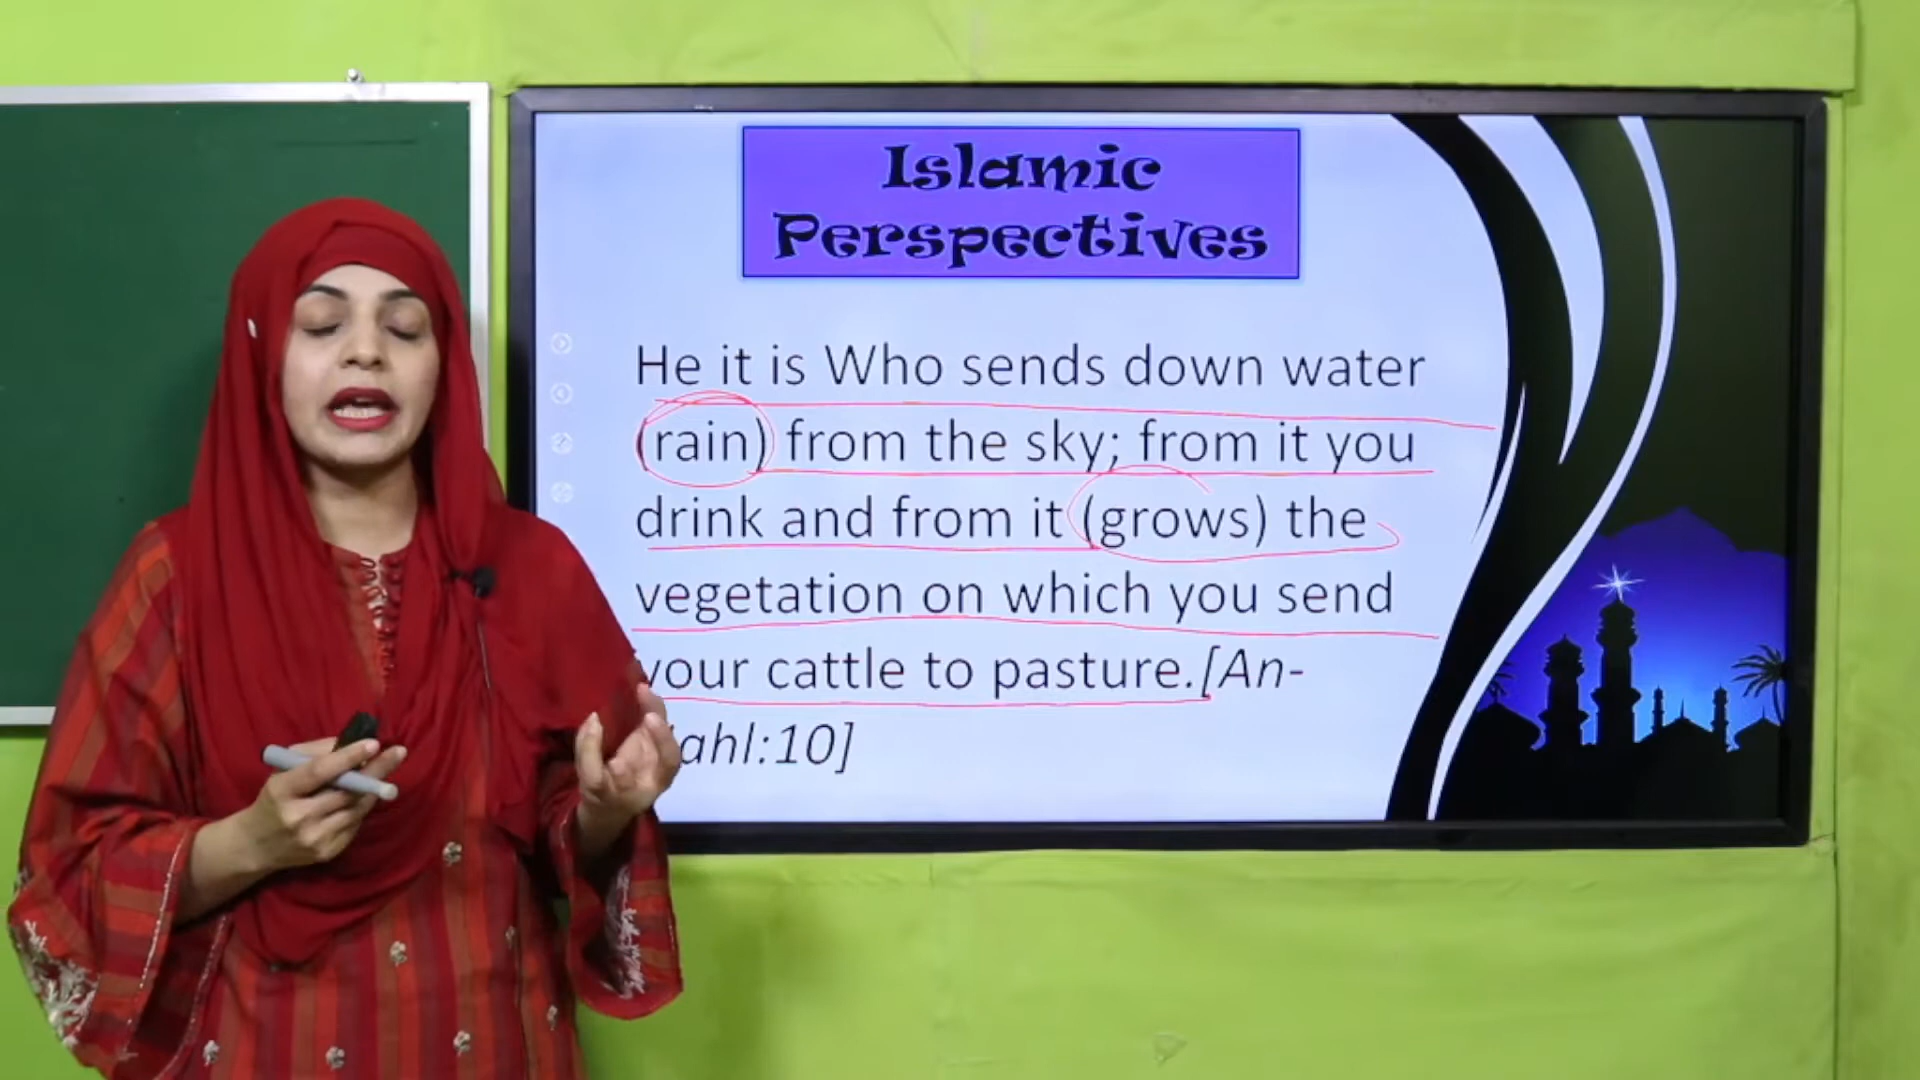 Islamic
Perspectives
He it is Who sends down water
(rain) from the sky; from it you
drink and from it (grows) the
vegetation on which you send
your cattle to pasture.[An-
ahl:10]